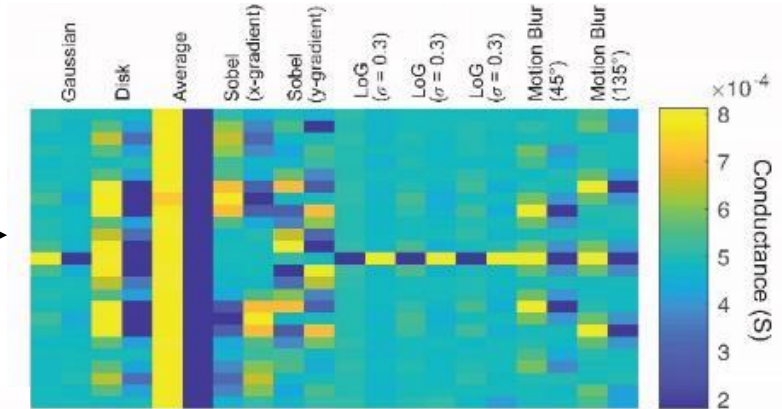 Gaussian
Disk
Average
Sobel
(x-gradient)
Sobel
(y-gradient)
LoG
(σ = 0.3)
LoG
(σ = 0.3)
LoG
(σ = 0.3)
Motion Blur
(45°)
Motion Blur
(135°)
×10⁻⁴
8
7
6
5
4
3
2
Conductance (S)